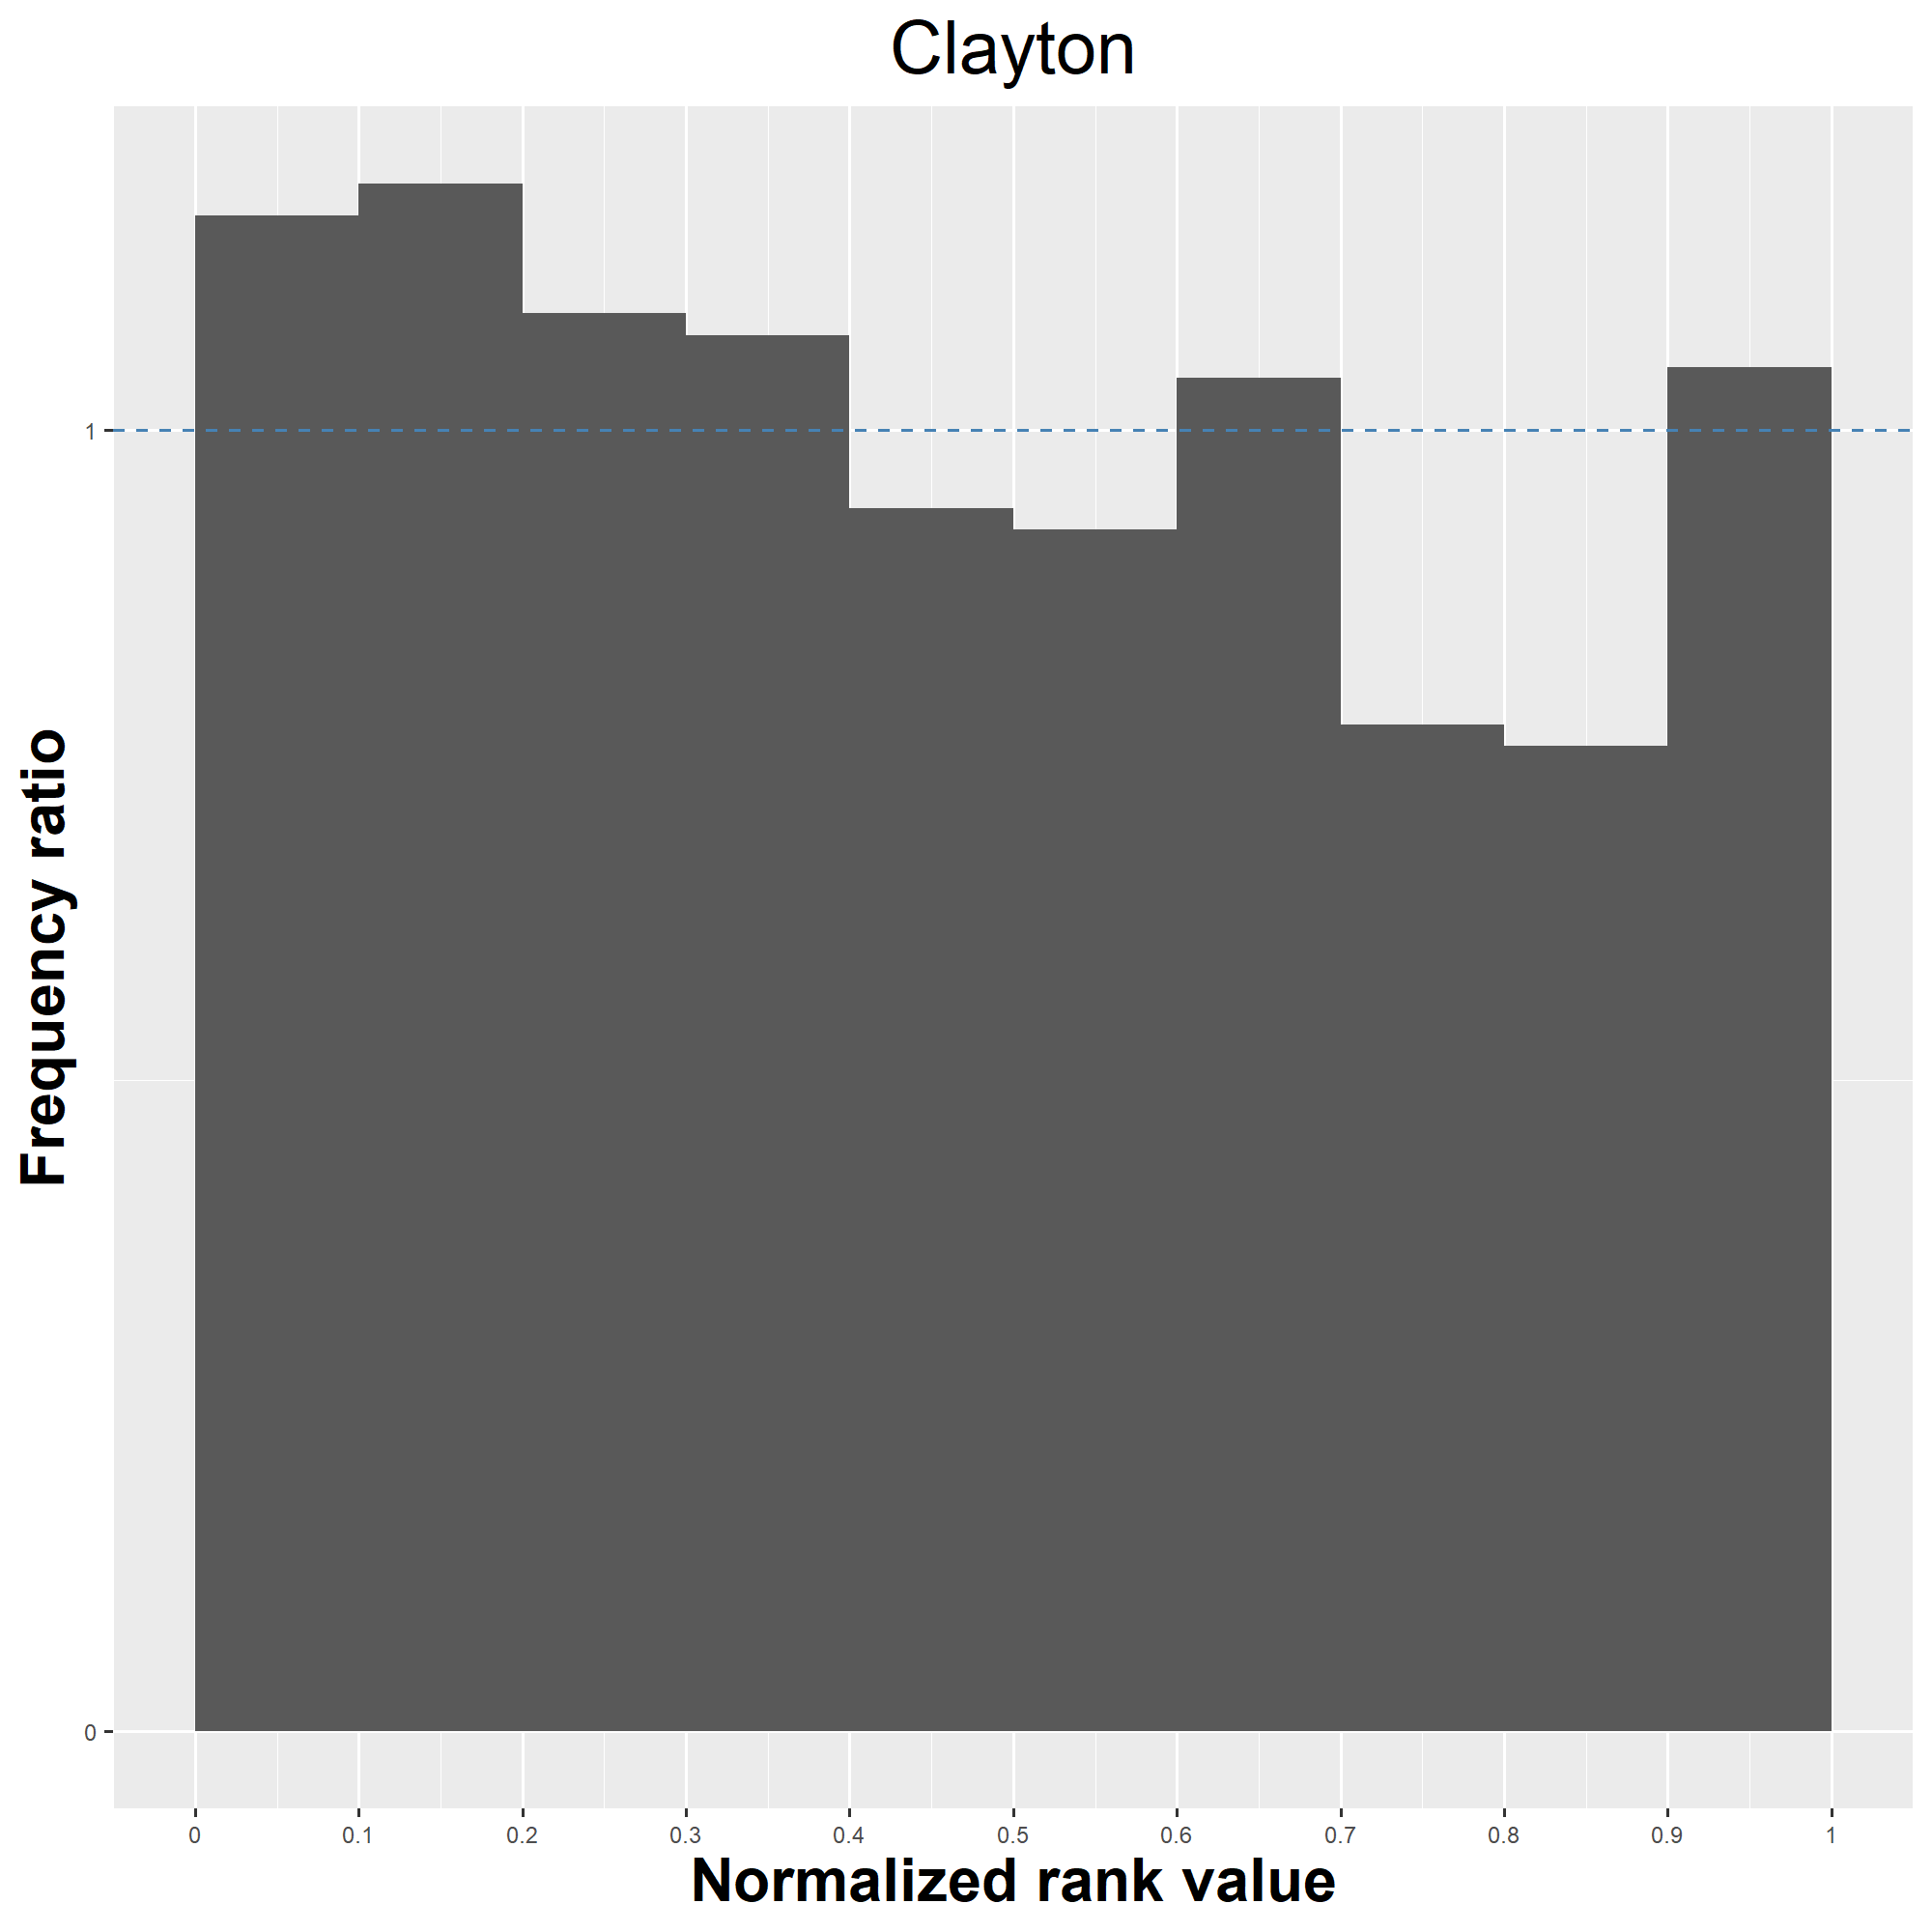 Clayton
Frequency ratio
1
0
0 0.1 0.2 0.3 0.4 0.5 0.6 0.7 0.8 0.9 1
Normalized rank value